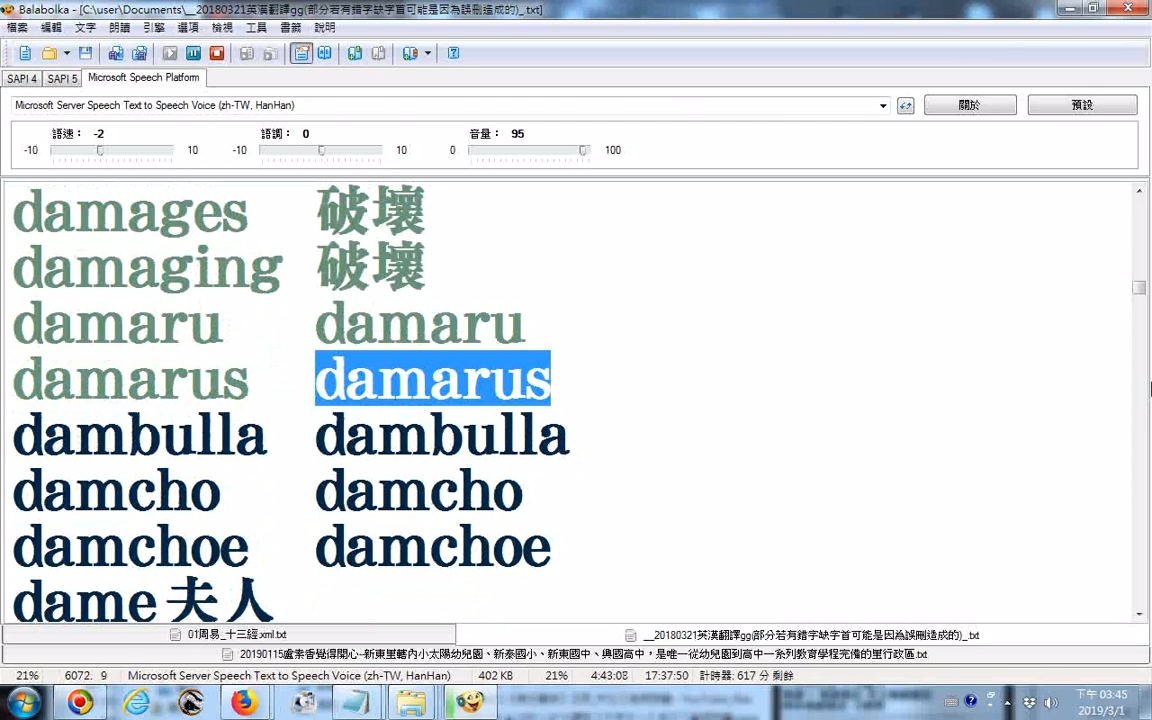 Balabolka - [C:\user\Documents\__20180321英漢翻譯gg(部分若有錯字缺字首可能是因為誤刪造成的)_.txt]
檔案 編輯 文字 朗讀 引擎 選項 檢視 工具 書籤 說明
SAPI 4 SAPI 5 Microsoft Speech Platform
Microsoft Server Speech Text to Speech Voice (zh-TW, HanHan) 關於 預設
語速： -2 語調： 0 音量： 95
-10 10 -10 10 0 100
damages 破壞
damaging 破壞
damaru damaru
damarus damarus
dambulla dambulla
damcho damcho
damchoe damchoe
dame 夫人
01周易_十三經.xml.txt __20180321英漢翻譯gg(部分若有錯字缺字首可能是因為誤刪造成的)_.txt
20190115盧素香覺得開心-新東里轄內小太陽幼兒園、新泰國小、新東國中、興國高中，是唯一從幼兒園到高中一系列教育學程完備的里行政區.txt
21% 6072. 9 Microsoft Server Speech Text to Speech Voice (zh-TW, HanHan) 402 KB 21% 4:43:08 17:37:50 計時器: 617 分 剩餘
下午 03:45
2019/3/1